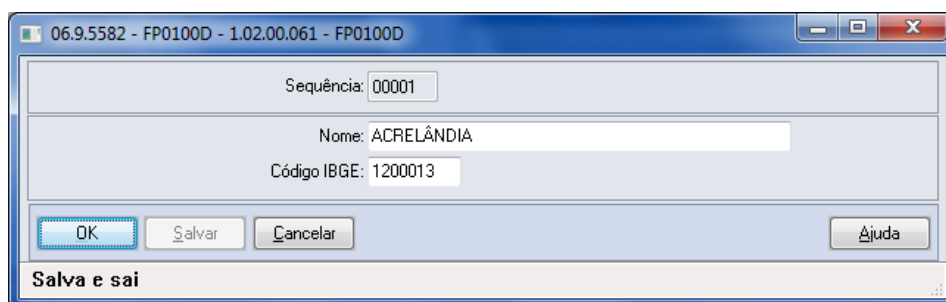 06.9.5582 - FP0100D - 1.02.00.061 - FP0100D
Sequência: 00001
Nome: ACRELÂNDIA
Código IBGE: 1200013
OK Salvar Cancelar Ajuda
Salva e sai